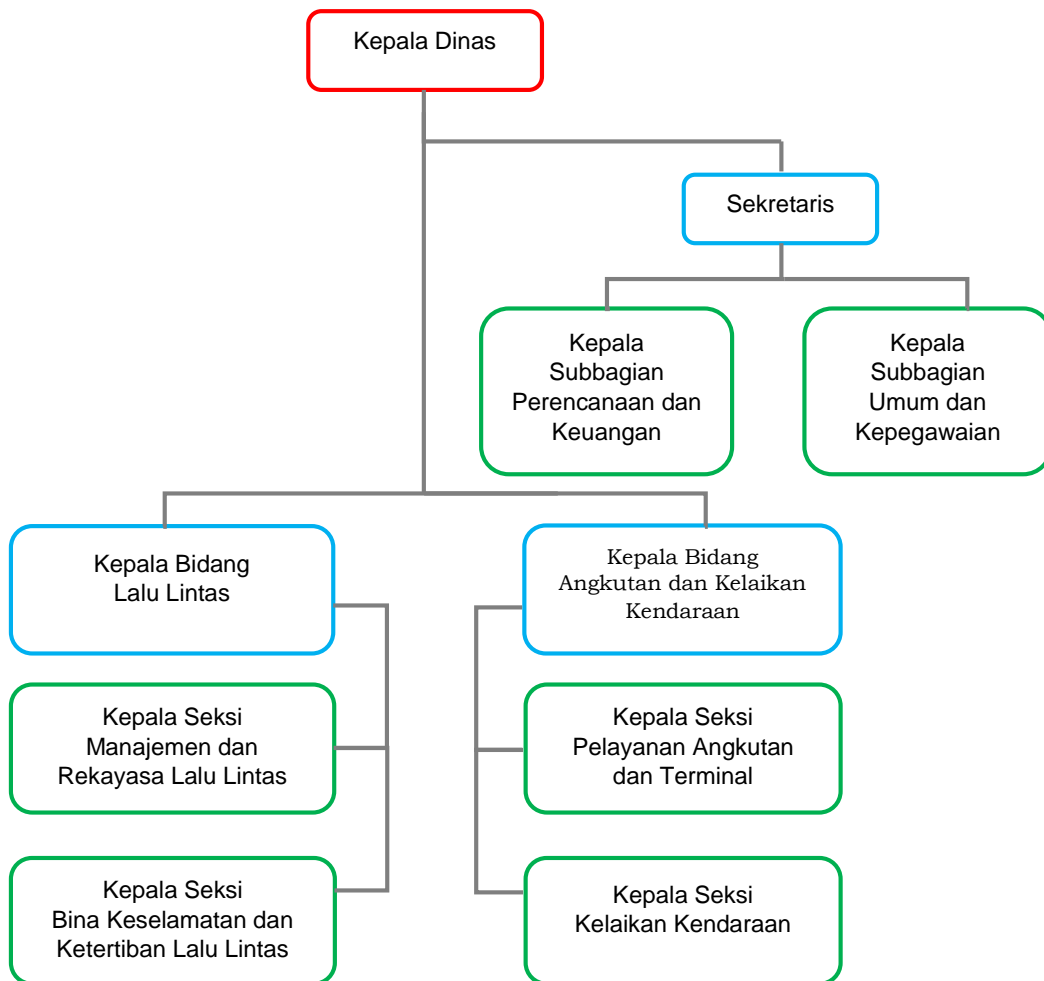 Kepala Dinas
Sekretaris
Kepala
Subbagian
Perencanaan dan
Keuangan
Kepala
Subbagian
Umum dan
Kepegawaian
Kepala Bidang
Lalu Lintas
Kepala Bidang
Angkutan dan Kelaikan
Kendaraan
Kepala Seksi
Manajemen dan
Rekayasa Lalu Lintas
Kepala Seksi
Pelayanan Angkutan
dan Terminal
Kepala Seksi
Bina Keselamatan dan
Ketertiban Lalu Lintas
Kepala Seksi
Kelaikan Kendaraan